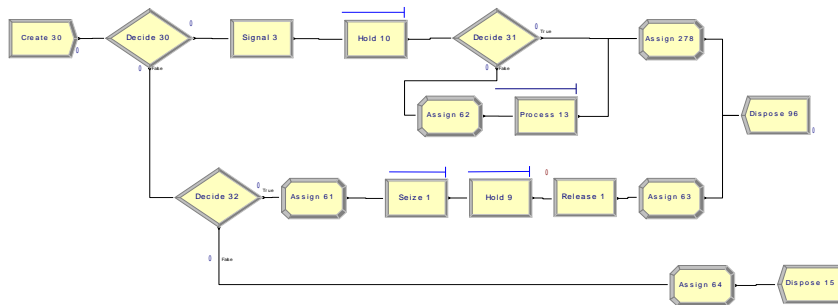 0
0
True
Create 30
Decide 30
Signal 3
Hold 10
Decide 31
Assign 278
0
0
False
0
False
Assign 62
Process 13
Dispose 96
0
0
True
0
Decide 32
Assign 61
Seize 1
Hold 9
Release 1
Assign 63
0
False
Assign 64
Dispose 15